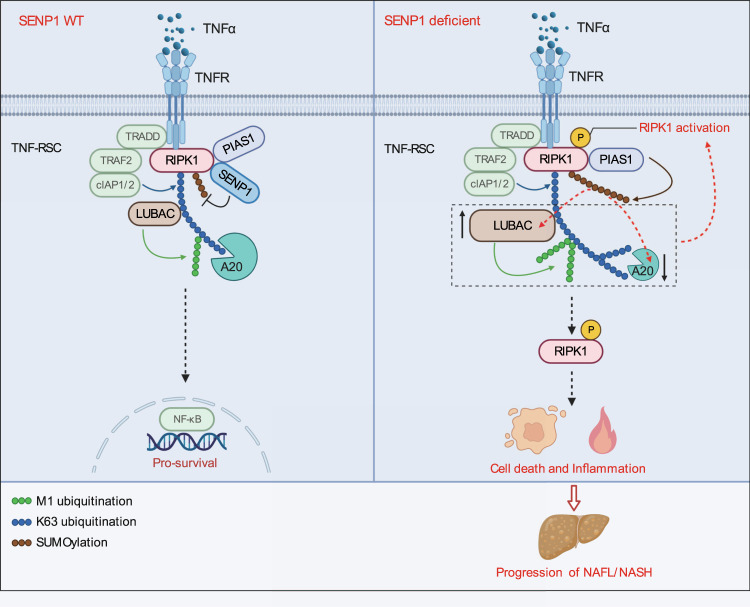 SENP1 WT
TNFα
TNFR
TNF-RSC
TRADD
TRAF2
cIAP1/2
RIPK1
PIAS1
SENP1
LUBAC
A20
NF-κB
Pro-survival
SENP1 deficient
TNFα
TNFR
TNF-RSC
TRADD
TRAF2
cIAP1/2
RIPK1
P
PIAS1
RIPK1 activation
LUBAC
A20
P
RIPK1
Cell death and Inflammation
M1 ubiquitination
K63 ubiquitination
SUMOylation
Progression of NAFL/NASH